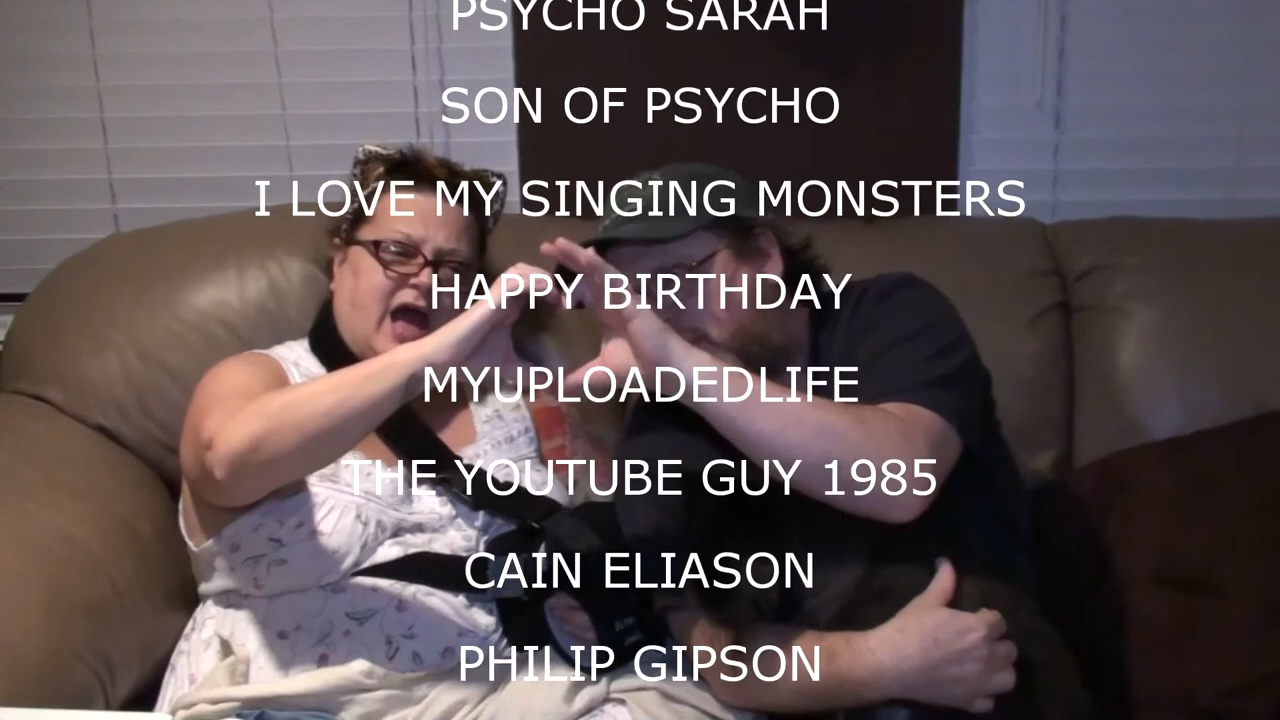 PSYCHO SARAH
SON OF PSYCHO
I LOVE MY SINGING MONSTERS
HAPPY BIRTHDAY
MYUPLOADEDLIFE
THE YOUTUBE GUY 1985
CAIN ELIASON
PHILIP GIPSON